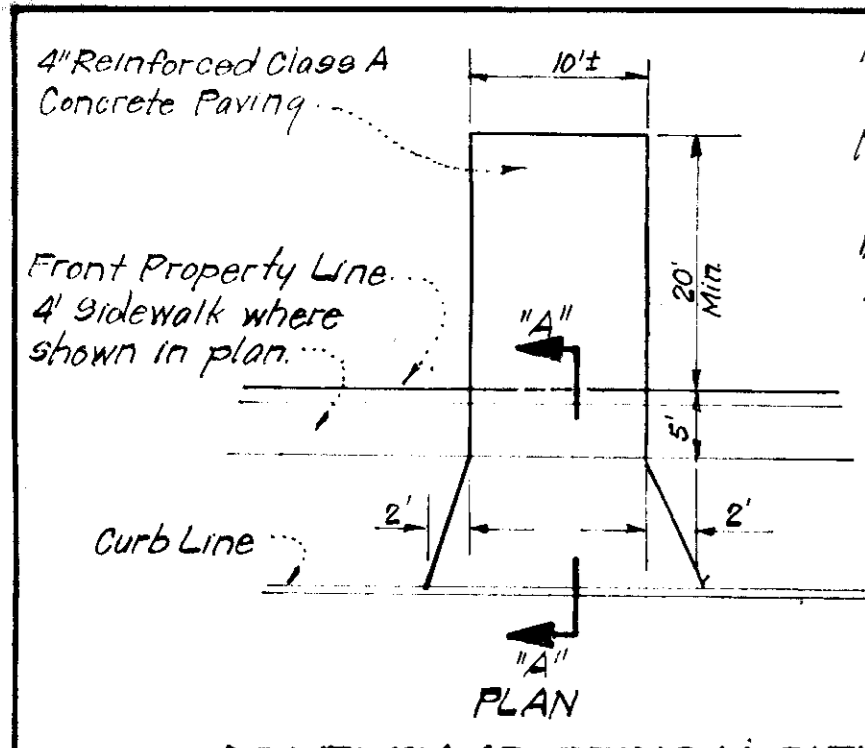 4" Reinforced Class A
Concrete Paving
10'±
20'
Min.
Front Property Line
4' Sidewalk where
shown in plan.
"A"
5'
2'
2'
Curb Line
"A"
PLAN